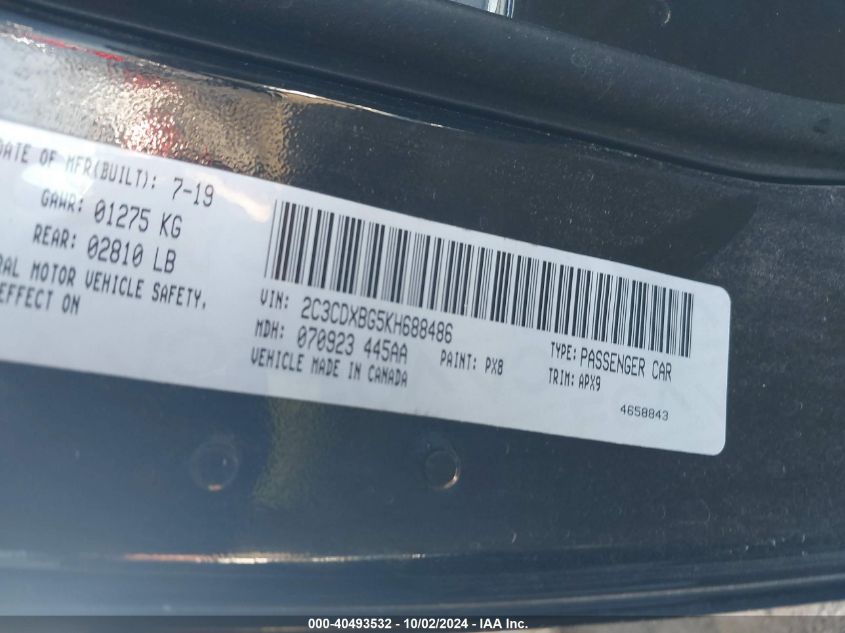 DATE OF MFR(BUILT): 7-19
GAWR: 01275 KG
REAR: 02810 LB
RAL MOTOR VEHICLE SAFETY,
EFFECT ON
VIN: 2C3CDXBG5KH688486
MDH: 070923 445AA
PAINT: PX8
TYPE: PASSENGER CAR
VEHICLE MADE IN CANADA
TRIM: APX9
4658843
000-40493532 - 10/02/2024 - IAA Inc.